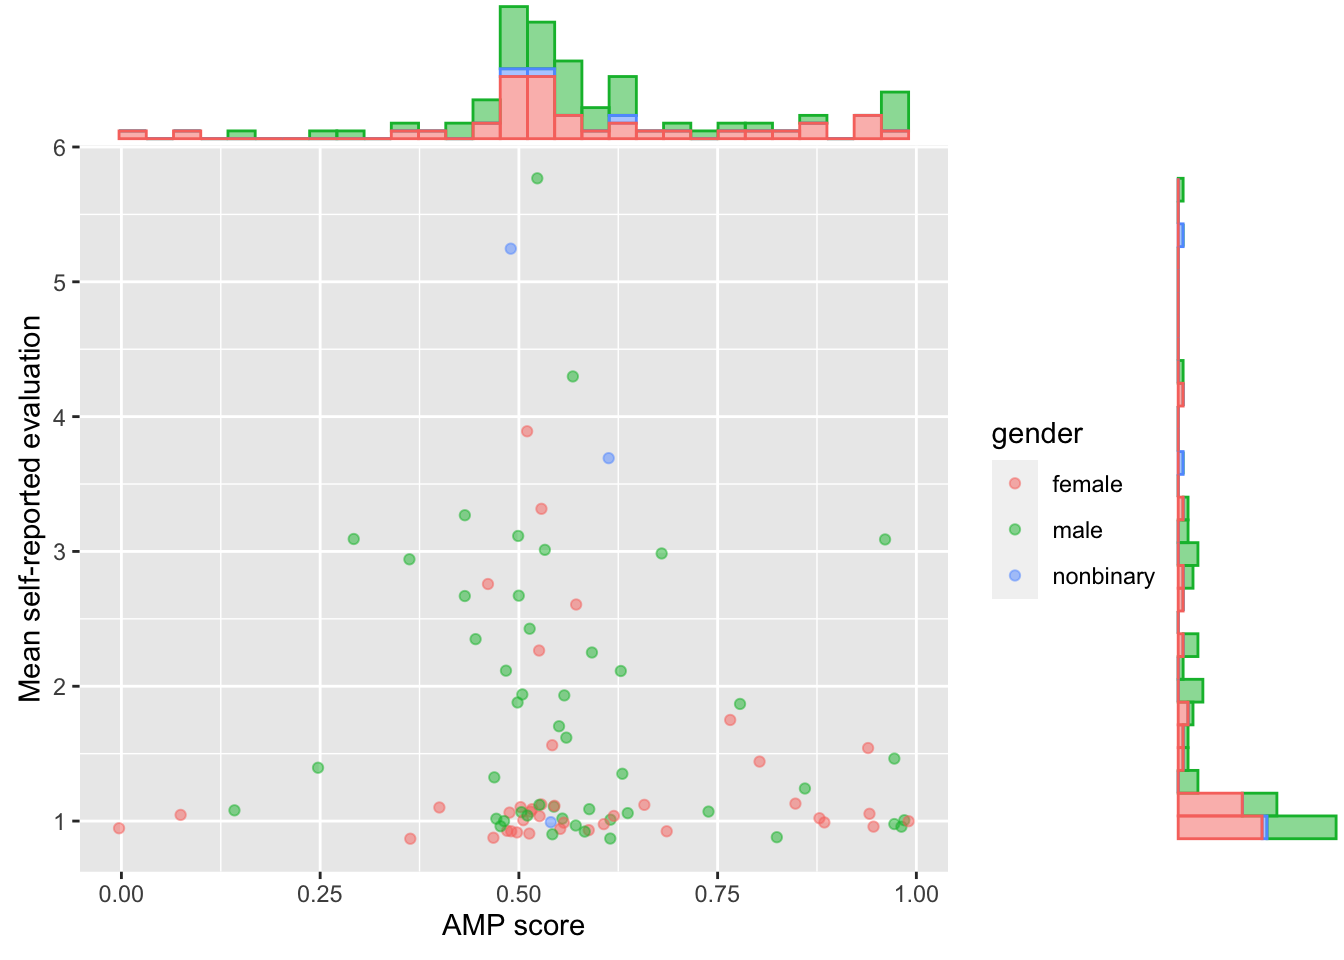 6
5
4
3
2
1
Mean self-reported evaluation
0.00 0.25 0.50 0.75 1.00
AMP score
gender
female
male
nonbinary